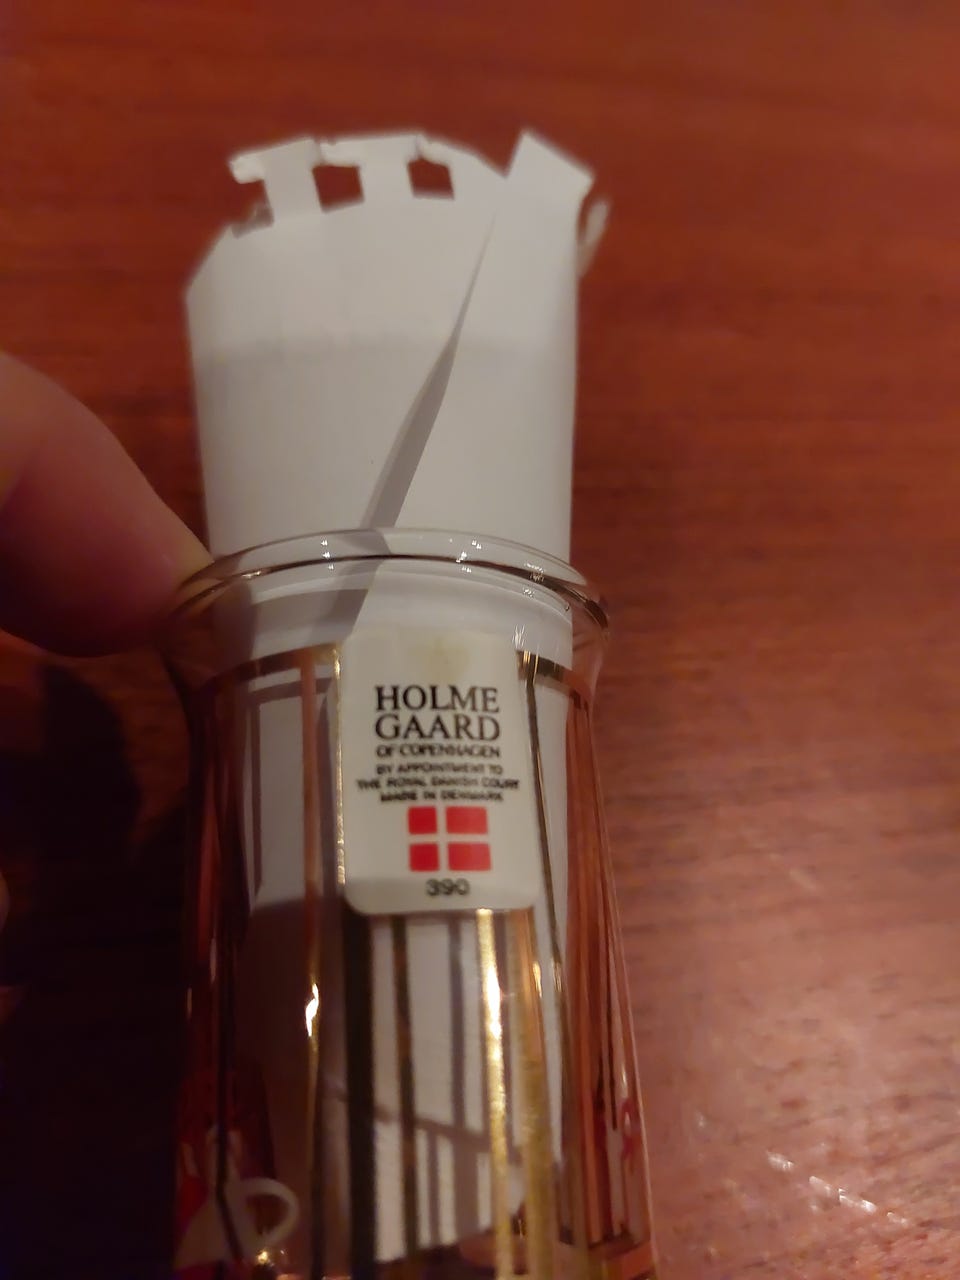 HOLME
GAARD
OF COPENHAGEN
BY APPOINTMENT TO
THE ROYAL DANISH COURT
MADE IN DENMARK
390